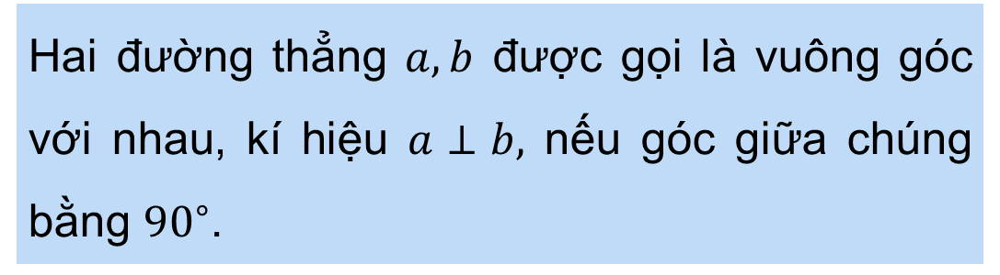 Hai đường thẳng a, b được gọi là vuông góc
với nhau, kí hiệu a ⊥ b, nếu góc giữa chúng
bằng 90°.